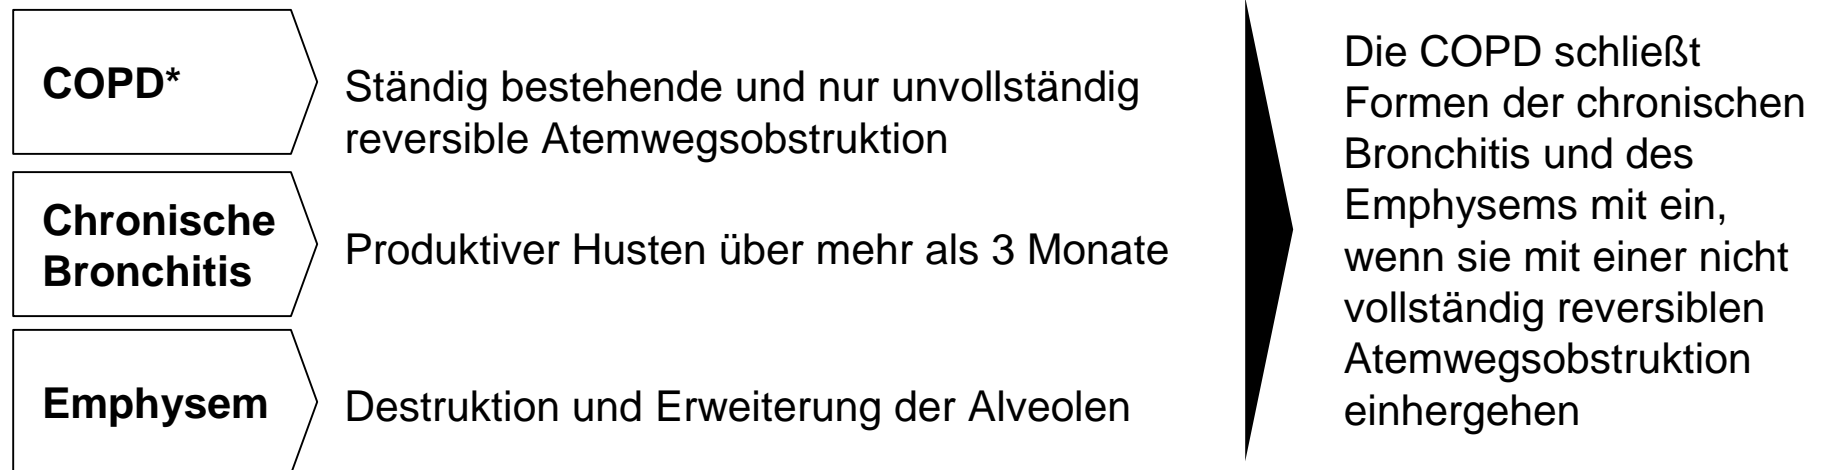 COPD*
Ständig bestehende und nur unvollständig
reversible Atemwegsobstruktion
Chronische
Bronchitis
Produktiver Husten über mehr als 3 Monate
Emphysem
Destruktion und Erweiterung der Alveolen
Die COPD schließt
Formen der chronischen
Bronchitis und des
Emphysems mit ein,
wenn sie mit einer nicht
vollständig reversiblen
Atemwegsobstruktion
einhergehen